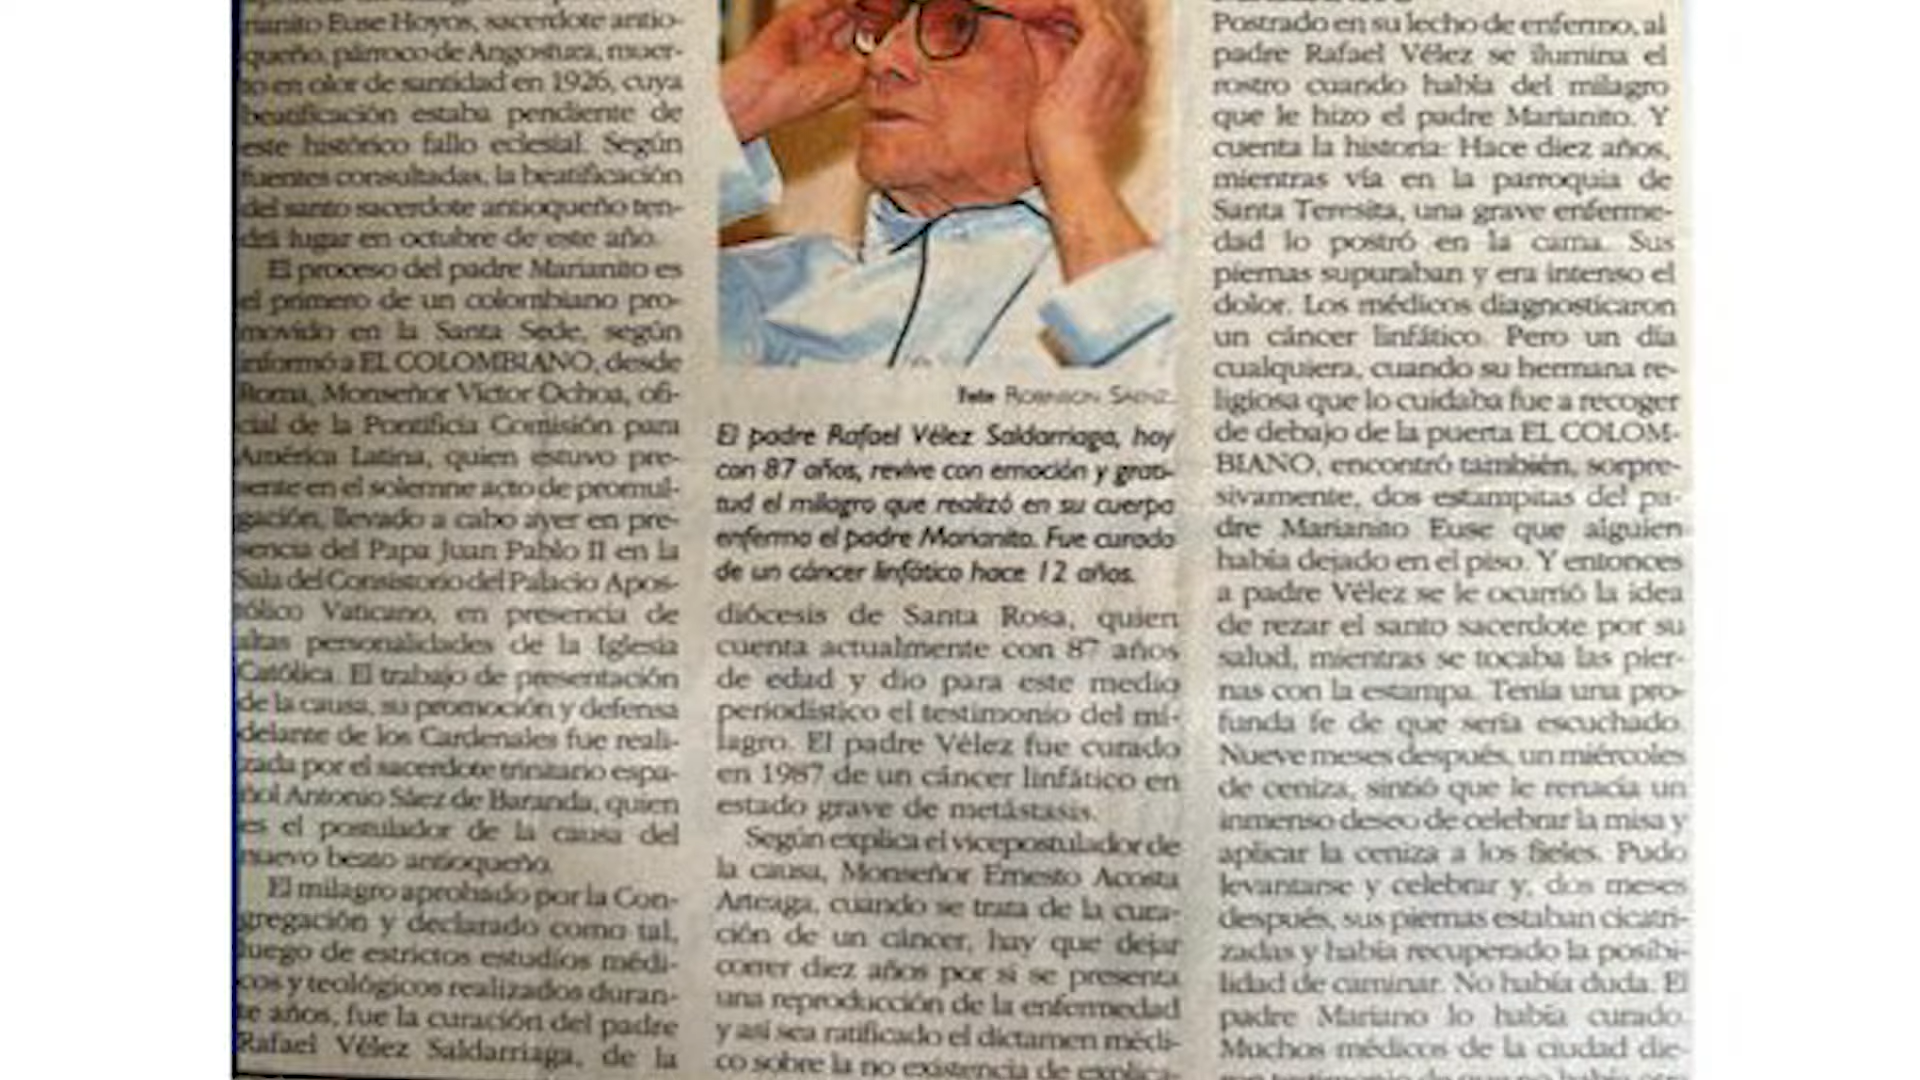 rianito Euse Hoyos, sacerdote antio-
queño, párroco de Angostura, muer-
to en olor de santidad en 1926, cuya
beatificación estaba pendiente de
este histórico fallo eclesial. Según
fuentes consultadas, la beatificación
del santo sacerdote antioqueño ten-
drá lugar en octubre de este año.
El proceso del padre Marianito es
el primero de un colombiano pro-
movido en la Santa Sede, según
informó a EL COLOMBIANO, desde
Roma, Monseñor Víctor Ochoa, ofi-
cial de la Pontificia Comisión para
América Latina, quien estuvo pre-
sente en el solemne acto de promul-
gación, llevado a cabo ayer en pre-
sencia del Papa Juan Pablo II en la
Sala del Consistorio del Palacio Apos-
tólico Vaticano, en presencia de
altas personalidades de la Iglesia
Católica. El trabajo de presentación
de la causa, su promoción y defensa
delante de los Cardenales fue reali-
zada por el sacerdote trinitario espa-
ñol Antonio Sáez de Baranda, quien
es el postulador de la causa del
nuevo beato antioqueño.
El milagro aprobado por la Con-
gregación y declarado como tal,
luego de estrictos estudios médi-
cos y teológicos realizados duran-
te años, fue la curación del padre
Rafael Vélez Saldarriaga, de la
Foto ROBINSON SÁENZ
El padre Rafael Vélez Saldarriaga, hoy
con 87 años, revive con emoción y grati-
tud el milagro que realizó en su cuerpo
enfermo el padre Marianito. Fue curado
de un cáncer linfático hace 12 años.
diócesis de Santa Rosa, quien
cuenta actualmente con 87 años
de edad y dio para este medio
periodístico el testimonio del mi-
lagro. El padre Vélez fue curado
en 1987 de un cáncer linfático en
estado grave de metástasis.
Según explica el vicepostulador de
la causa, Monseñor Ernesto Acosta
Arteaga, cuando se trata de la cura-
ción de un cáncer, hay que dejar
correr diez años por si se presenta
una reproducción de la enfermedad
y así sea ratificado el dictamen médi-
co sobre la no existencia de explica-
Postrado en su lecho de enfermo, al
padre Rafael Vélez se ilumina el
rostro cuando habla del milagro
que le hizo el padre Marianito. Y
cuenta la historia: Hace diez años,
mientras vía en la parroquia de
Santa Teresita, una grave enferme-
dad lo postró en la cama. Sus
piernas supuraban y era intenso el
dolor. Los médicos diagnosticaron
un cáncer linfático. Pero un día
cualquiera, cuando su hermana re-
ligiosa que lo cuidaba fue a recoger
de debajo de la puerta EL COLOM-
BIANO, encontró también, sorpre-
sivamente, dos estampitas del pa-
dre Marianito Euse que alguien
había dejado en el piso. Y entonces
a padre Vélez se le ocurrió la idea
de rezar el santo sacerdote por su
salud, mientras se tocaba las pier-
nas con la estampa. Tenía una pro-
funda fe de que sería escuchado.
Nueve meses después, un miércoles
de ceniza, sintió que le renacía un
inmenso deseo de celebrar la misa y
aplicar la ceniza a los fieles. Pudo
levantarse y celebrar y, dos meses
después, sus piernas estaban cicatri-
zadas y había recuperado la posibi-
lidad de caminar. No había duda. El
padre Mariano lo había curado.
Muchos médicos de la ciudad die-